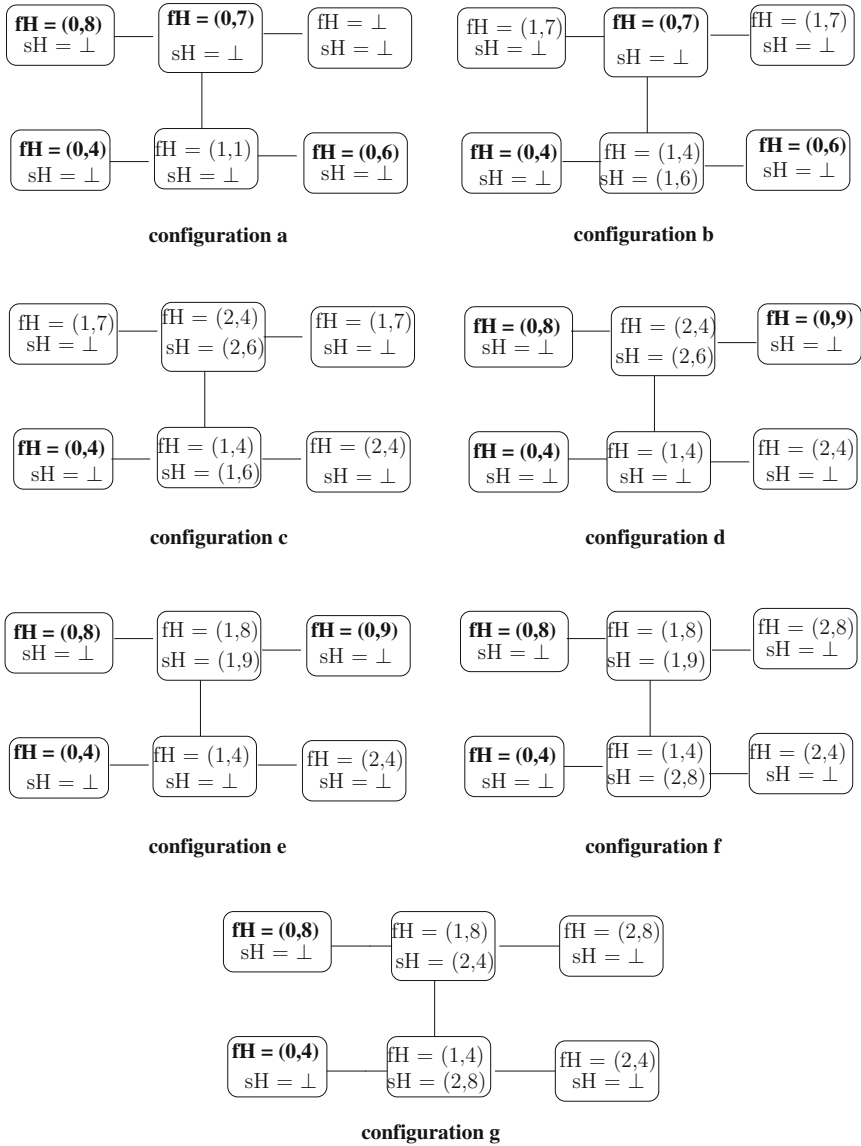 fH = (0,8)
sH = ⊥
fH = (0,7)
sH = ⊥
fH = ⊥
sH = ⊥
fH = (0,4)
sH = ⊥
fH = (1,1)
sH = ⊥
fH = (0,6)
sH = ⊥
configuration a
fH = (1,7)
sH = ⊥
fH = (0,7)
sH = ⊥
fH = (1,7)
sH = ⊥
fH = (0,4)
sH = ⊥
fH = (1,4)
sH = (1,6)
fH = (0,6)
sH = ⊥
configuration b
fH = (1,7)
sH = ⊥
fH = (2,4)
sH = (2,6)
fH = (1,7)
sH = ⊥
fH = (0,4)
sH = ⊥
fH = (1,4)
sH = (1,6)
fH = (2,4)
sH = ⊥
configuration c
fH = (0,8)
sH = ⊥
fH = (2,4)
sH = (2,6)
fH = (0,9)
sH = ⊥
fH = (0,4)
sH = ⊥
fH = (1,4)
sH = ⊥
fH = (2,4)
sH = ⊥
configuration d
fH = (0,8)
sH = ⊥
fH = (1,8)
sH = (1,9)
fH = (0,9)
sH = ⊥
fH = (0,4)
sH = ⊥
fH = (1,4)
sH = ⊥
fH = (2,4)
sH = ⊥
configuration e
fH = (0,8)
sH = ⊥
fH = (1,8)
sH = (1,9)
fH = (2,8)
sH = ⊥
fH = (0,4)
sH = ⊥
fH = (1,4)
sH = (2,8)
fH = (2,4)
sH = ⊥
configuration f
fH = (0,8)
sH = ⊥
fH = (1,8)
sH = (2,4)
fH = (2,8)
sH = ⊥
fH = (0,4)
sH = ⊥
fH = (1,4)
sH = (2,8)
fH = (2,4)
sH = ⊥
configuration g